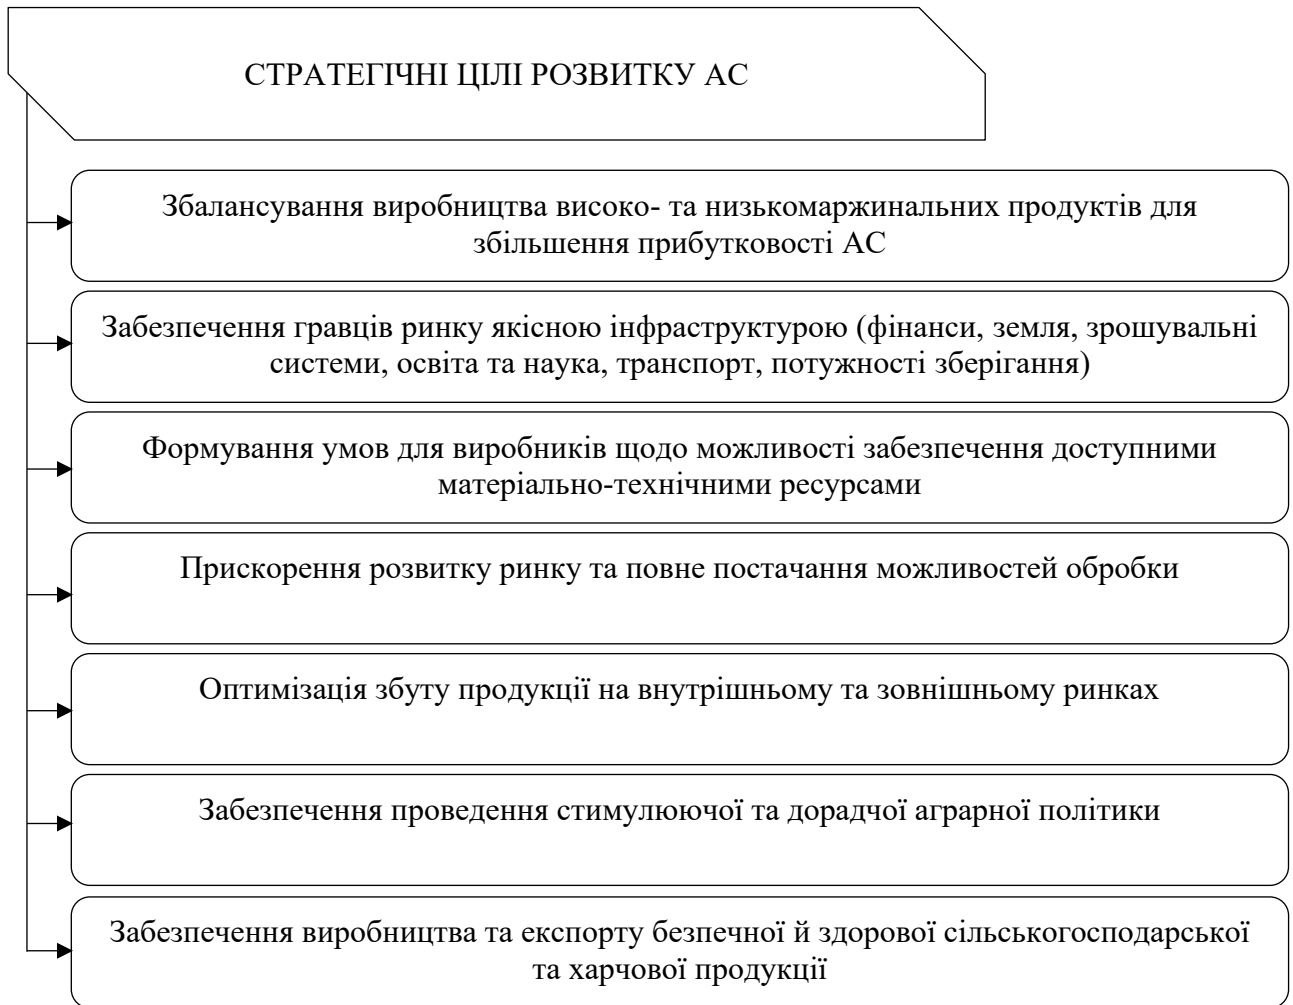 СТРАТЕГІЧНІ ЦІЛІ РОЗВИТКУ АС
Збалансування виробництва високо- та низькомаржинальних продуктів для
збільшення прибутковості АС
Забезпечення гравців ринку якісною інфраструктурою (фінанси, земля, зрошувальні
системи, освіта та наука, транспорт, потужності зберігання)
Формування умов для виробників щодо можливості забезпечення доступними
матеріально-технічними ресурсами
Прискорення розвитку ринку та повне постачання можливостей обробки
Оптимізація збуту продукції на внутрішньому та зовнішньому ринках
Забезпечення проведення стимулюючої та дорадчої аграрної політики
Забезпечення виробництва та експорту безпечної й здорової сільськогосподарської
та харчової продукції